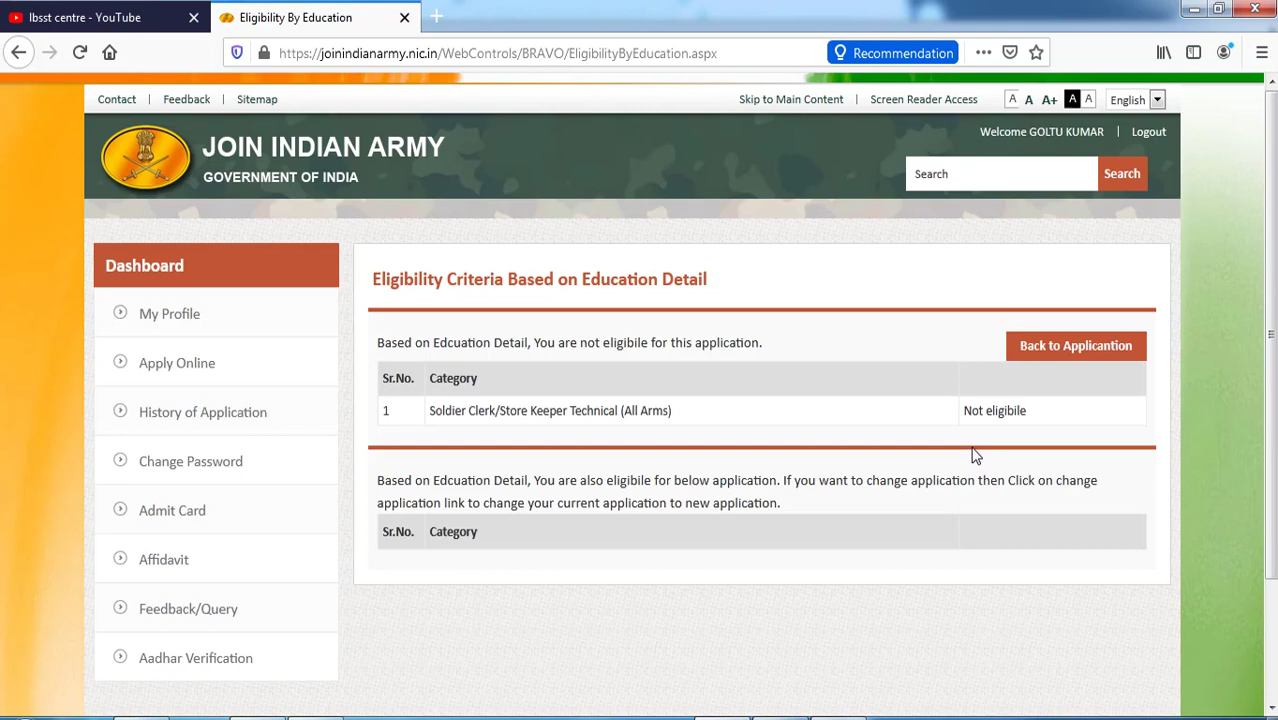 Ibsst centre - YouTube
Eligibility By Education
https://joinindianarmy.nic.in/WebControls/BRAVO/EligibilityByEducation.aspx
Recommendation
Contact Feedback Sitemap
Skip to Main Content Screen Reader Access A A A+ A A English
JOIN INDIAN ARMY
GOVERNMENT OF INDIA
Welcome GOLTU KUMAR Logout
Search Search
Dashboard
My Profile
Apply Online
History of Application
Change Password
Admit Card
Affidavit
Feedback/Query
Aadhar Verification
Eligibility Criteria Based on Education Detail
Based on Edcuation Detail, You are not eligibile for this application.
Back to Applicantion
Sr.No. Category
1 Soldier Clerk/Store Keeper Technical (All Arms) Not eligibile
Based on Edcuation Detail, You are also eligibile for below application. If you want to change application then Click on change
application link to change your current application to new application.
Sr.No. Category